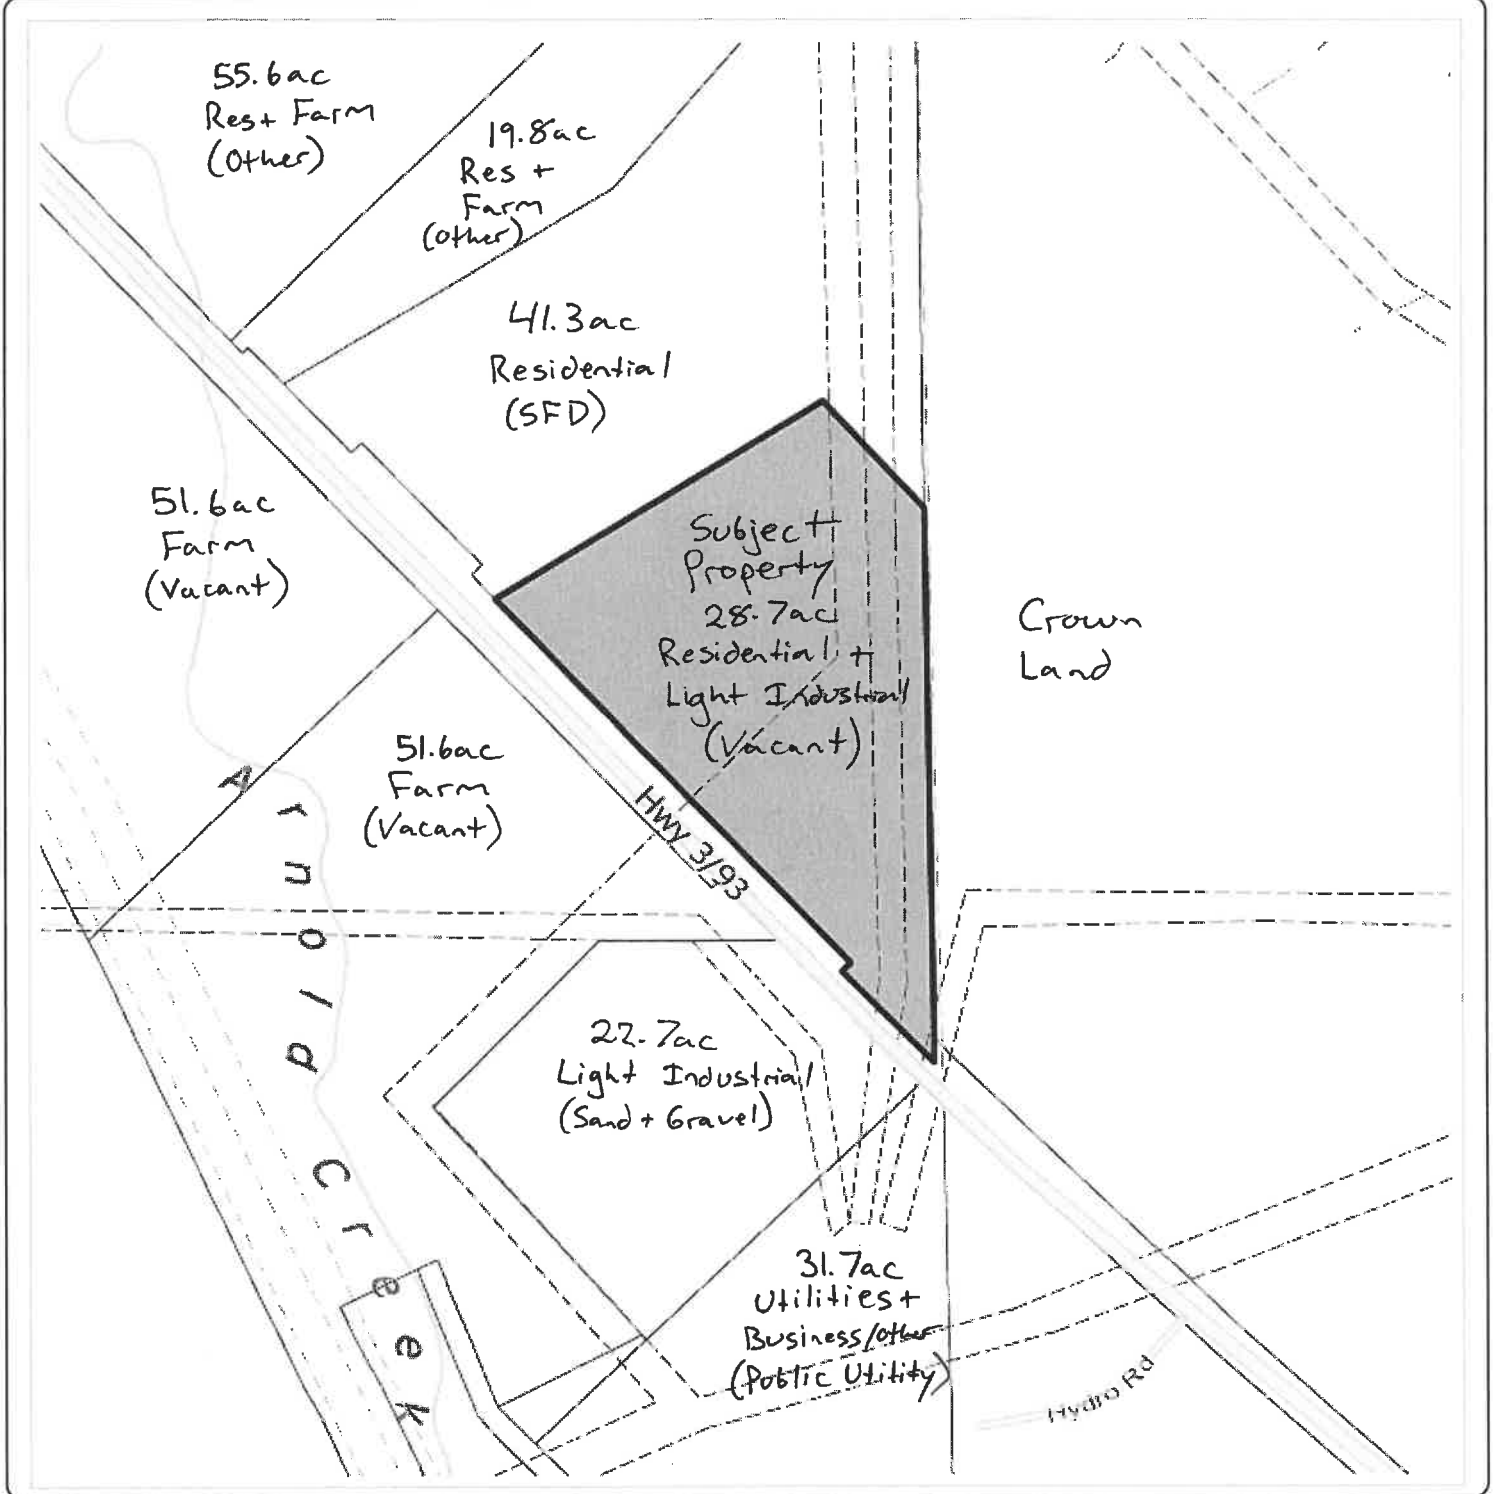 55.6ac
Res+ Farm
(Other)
19.8ac
Res +
Farm
(Other)
41.3ac
Residential
(SFD)
51.6ac
Farm
(Vacant)
Subject
Property
28.7ac
Residential +
Light Industrial
(Vacant)
Crown
Land
51.6ac
Farm
(Vacant)
Hwy 3/93
Arnold Creek
22.7ac
Light Industrial
(Sand + Gravel)
31.7ac
Utilities +
Business/Other
(Public Utility)
Hydro Rd